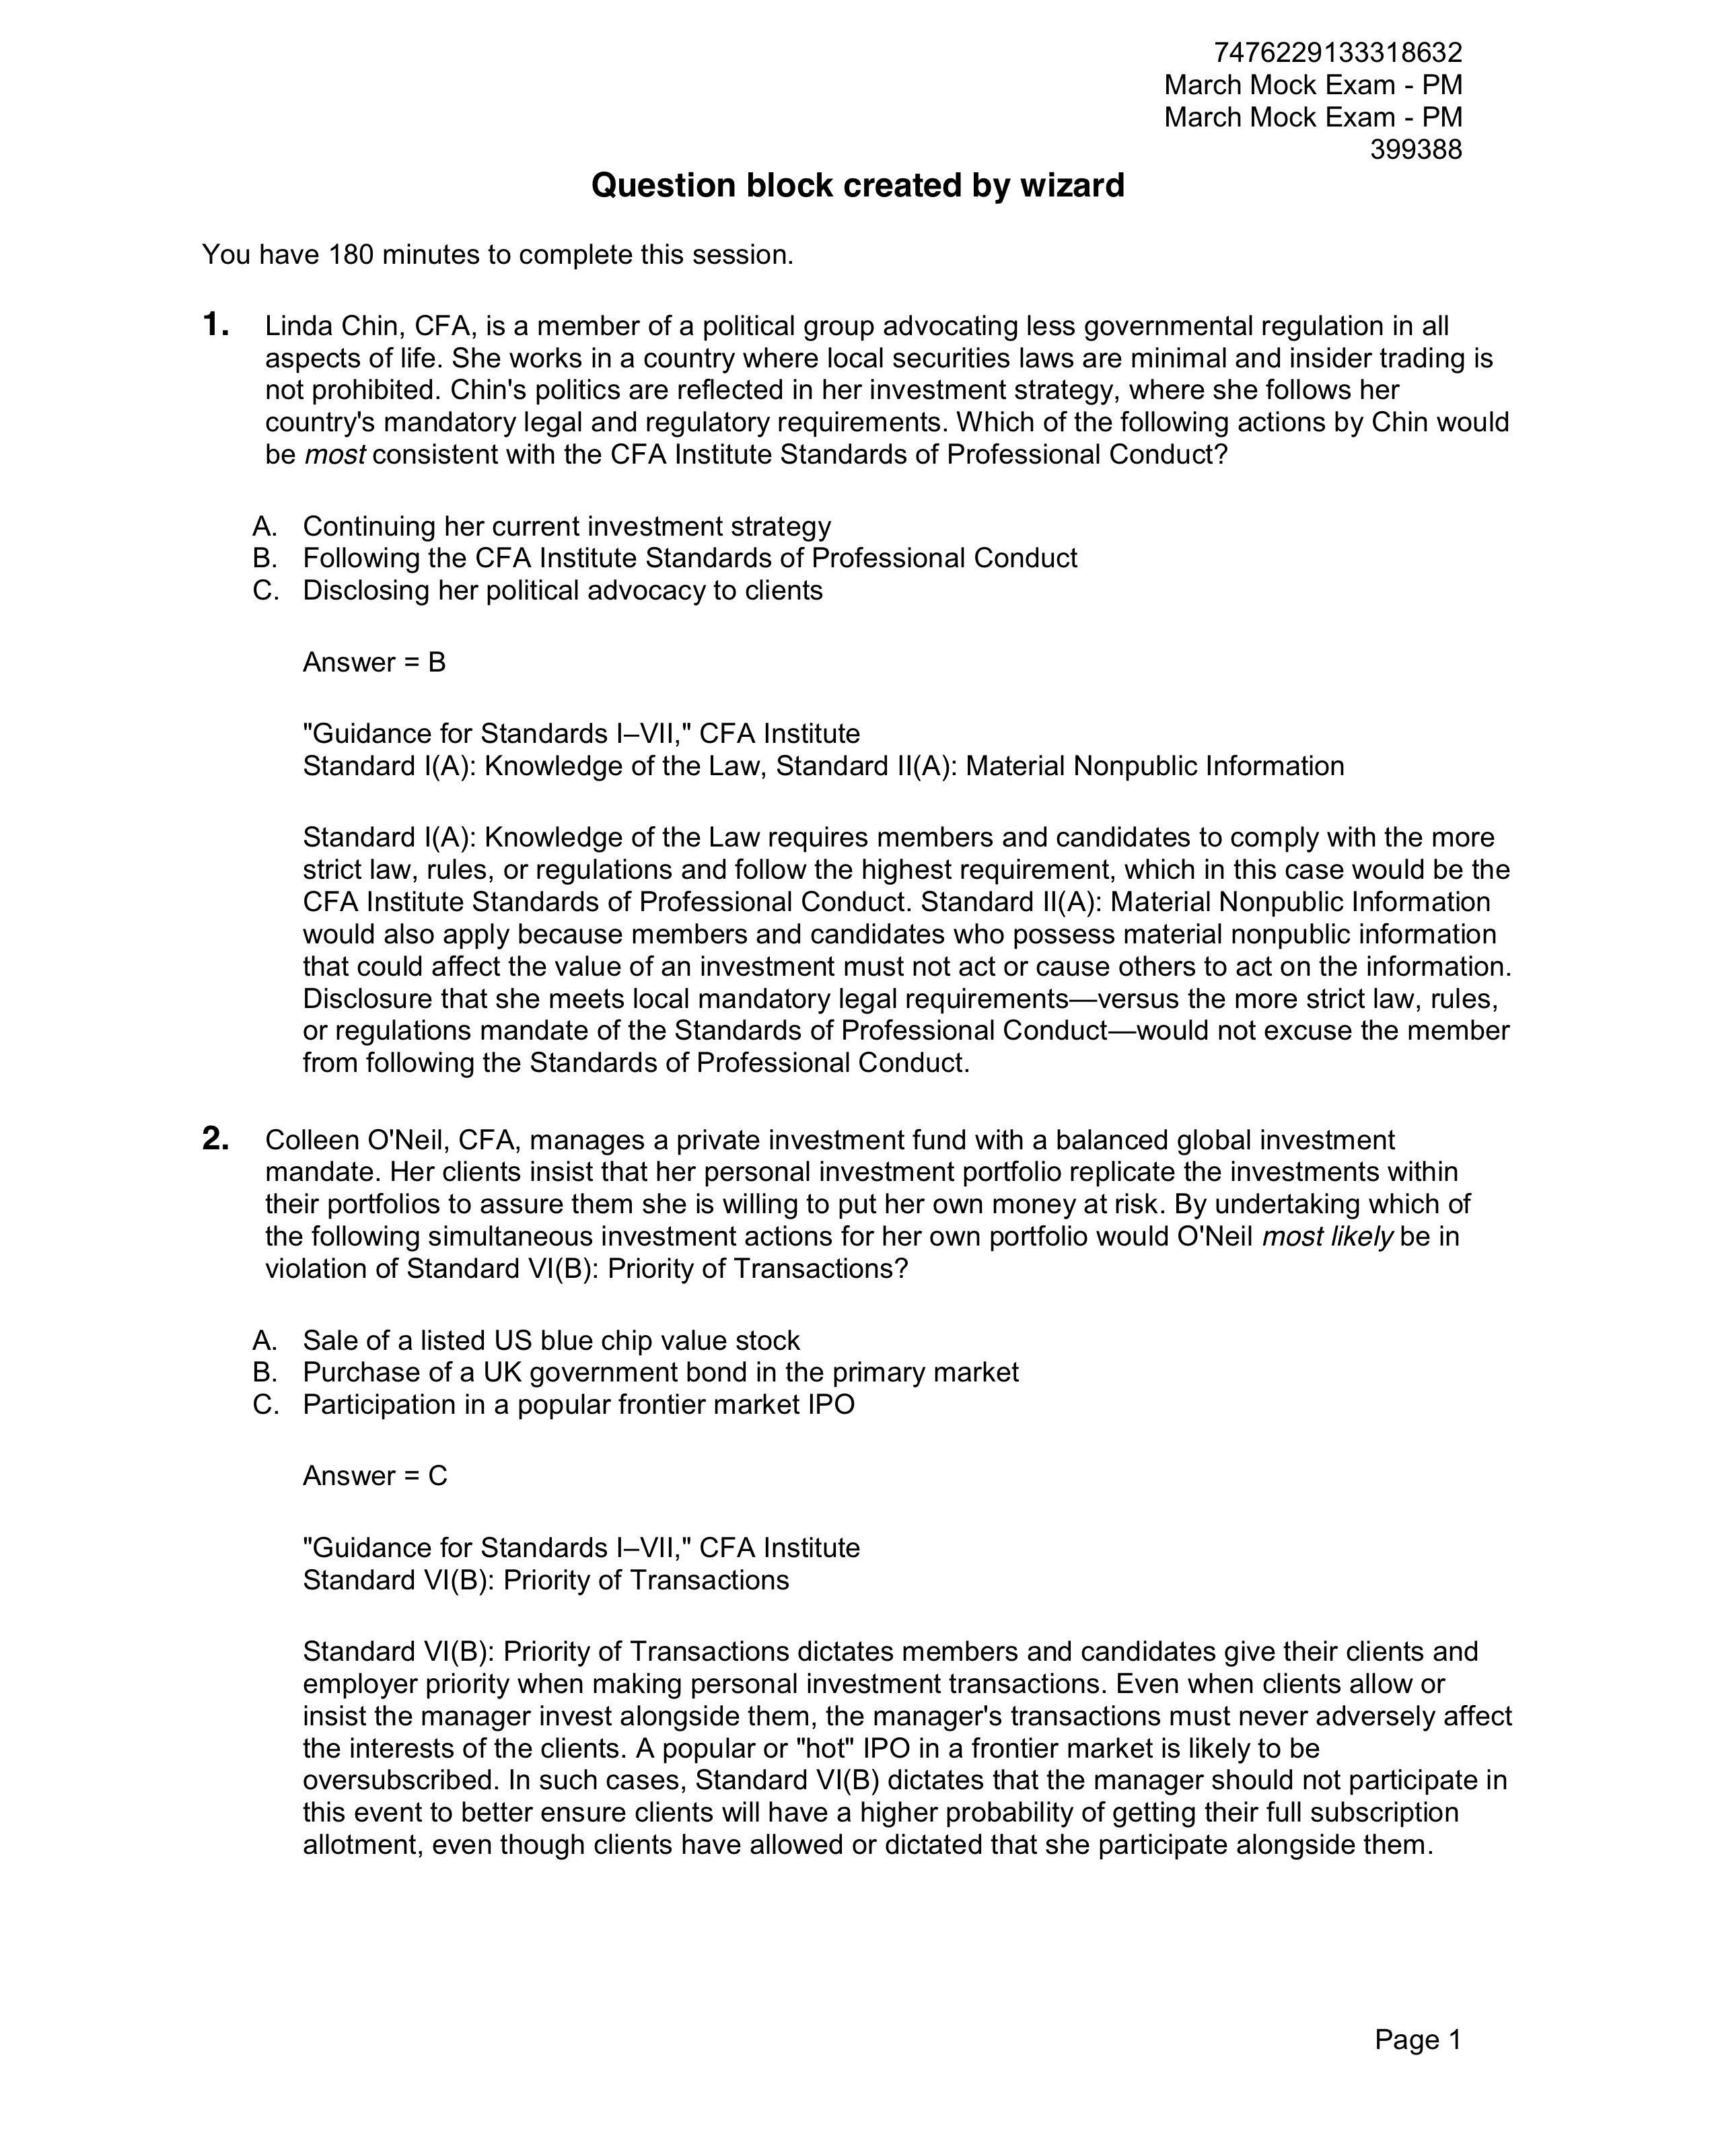 7476229133318632
March Mock Exam - PM
March Mock Exam - PM
399388
Question block created by wizard
You have 180 minutes to complete this session.
1. Linda Chin, CFA, is a member of a political group advocating less governmental regulation in all
aspects of life. She works in a country where local securities laws are minimal and insider trading is
not prohibited. Chin's politics are reflected in her investment strategy, where she follows her
country's mandatory legal and regulatory requirements. Which of the following actions by Chin would
be most consistent with the CFA Institute Standards of Professional Conduct?
A. Continuing her current investment strategy
B. Following the CFA Institute Standards of Professional Conduct
C. Disclosing her political advocacy to clients
Answer = B
"Guidance for Standards I–VII," CFA Institute
Standard I(A): Knowledge of the Law, Standard II(A): Material Nonpublic Information
Standard I(A): Knowledge of the Law requires members and candidates to comply with the more
strict law, rules, or regulations and follow the highest requirement, which in this case would be the
CFA Institute Standards of Professional Conduct. Standard II(A): Material Nonpublic Information
would also apply because members and candidates who possess material nonpublic information
that could affect the value of an investment must not act or cause others to act on the information.
Disclosure that she meets local mandatory legal requirements—versus the more strict law, rules,
or regulations mandate of the Standards of Professional Conduct—would not excuse the member
from following the Standards of Professional Conduct.
2. Colleen O'Neil, CFA, manages a private investment fund with a balanced global investment
mandate. Her clients insist that her personal investment portfolio replicate the investments within
their portfolios to assure them she is willing to put her own money at risk. By undertaking which of
the following simultaneous investment actions for her own portfolio would O'Neil most likely be in
violation of Standard VI(B): Priority of Transactions?
A. Sale of a listed US blue chip value stock
B. Purchase of a UK government bond in the primary market
C. Participation in a popular frontier market IPO
Answer = C
"Guidance for Standards I–VII," CFA Institute
Standard VI(B): Priority of Transactions
Standard VI(B): Priority of Transactions dictates members and candidates give their clients and
employer priority when making personal investment transactions. Even when clients allow or
insist the manager invest alongside them, the manager's transactions must never adversely affect
the interests of the clients. A popular or "hot" IPO in a frontier market is likely to be
oversubscribed. In such cases, Standard VI(B) dictates that the manager should not participate in
this event to better ensure clients will have a higher probability of getting their full subscription
allotment, even though clients have allowed or dictated that she participate alongside them.
Page 1